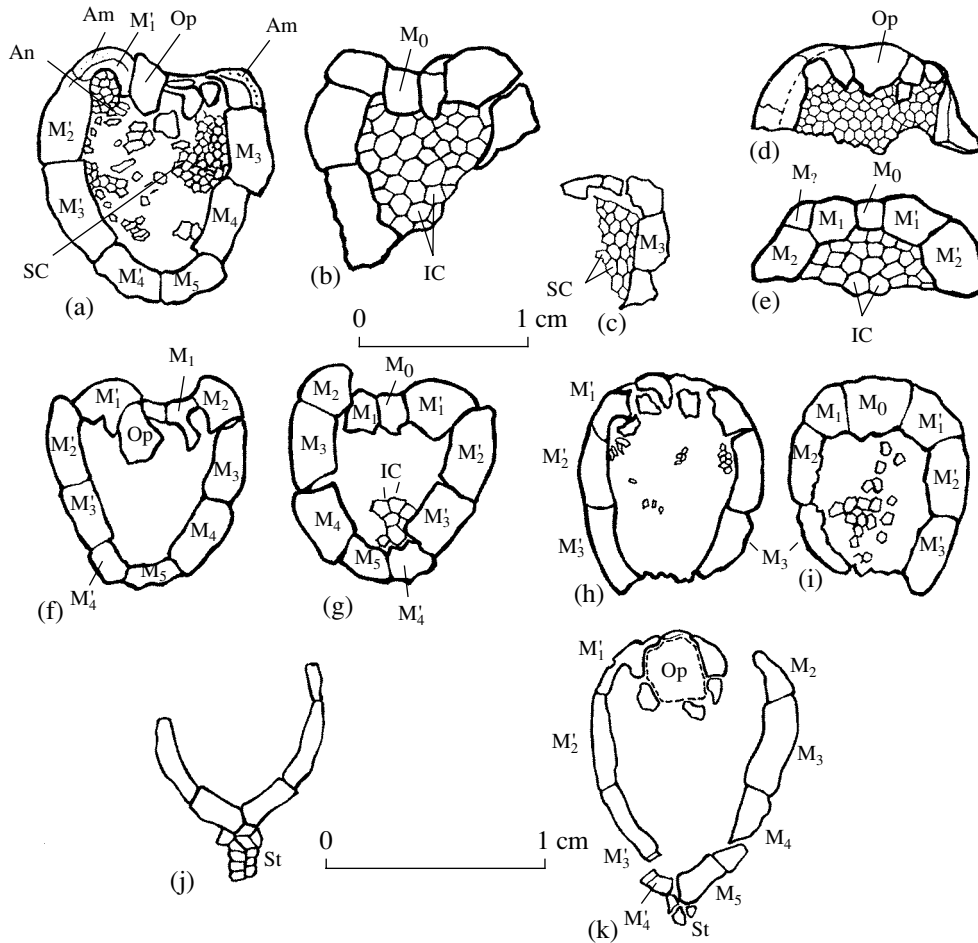 Am
M′₁
Op
Am
An
M′₂
M₃
M′₃
M₄
SC
M′₄
M₅
(a)
M₀
IC
(b)
SC
M₃
(c)
Op
(d)
M?
M₀
M₁
M′₁
M₂
M′₂
IC
(e)
0
1 cm
M₁
M′₁
M₂
Op
M′₂
M₃
M′₃
M₄
M₅
M′₄
(f)
M₀
M₂
M₁
M′₁
M₃
M′₂
IC
M₄
M′₃
M₅
M′₄
(g)
M′₁
M′₂
M′₃
M₃
(h)
M₁
M₀
M′₁
M₂
M′₂
M′₃
(i)
St
(j)
0
1 cm
M′₁
Op
M₂
M′₂
M₃
M′₃
M₄
M₅
M′₄
St
(k)